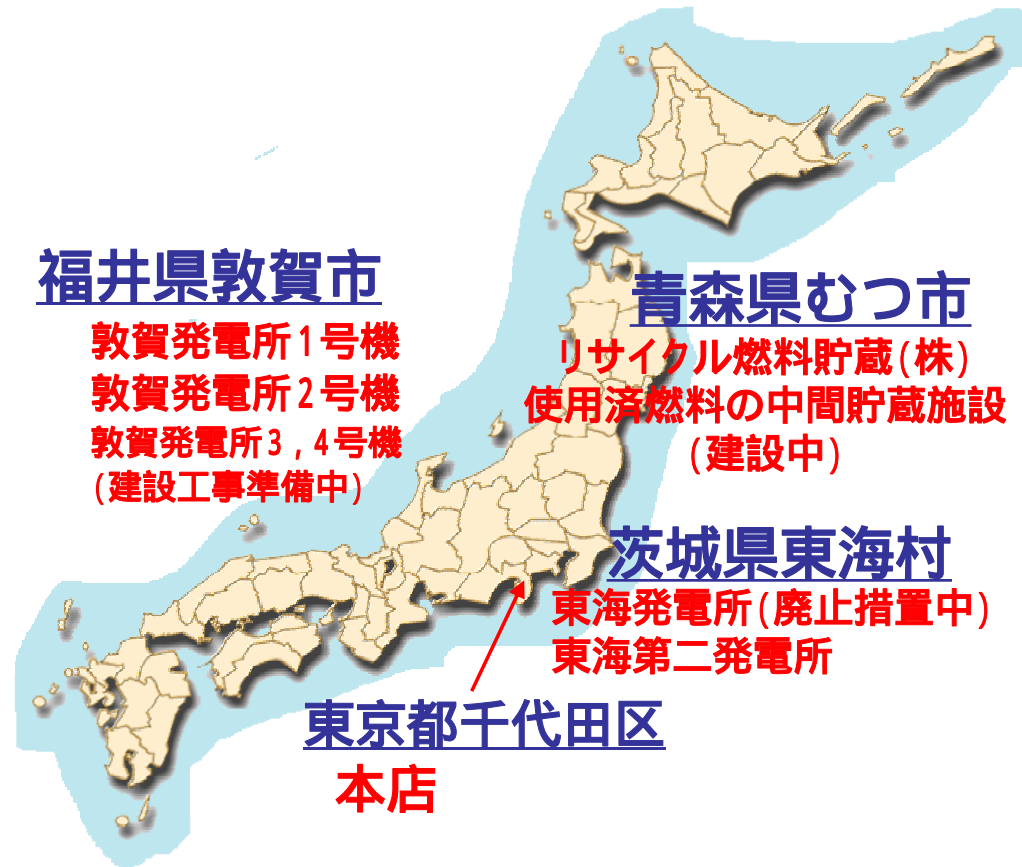 福井県敦賀市
敦賀発電所1号機
敦賀発電所2号機
敦賀発電所3,4号機
(建設工事準備中)
青森県むつ市
リサイクル燃料貯蔵(株)
使用済燃料の中間貯蔵施設
(建設中)
茨城県東海村
東海発電所(廃止措置中)
東海第二発電所
東京都千代田区
本店